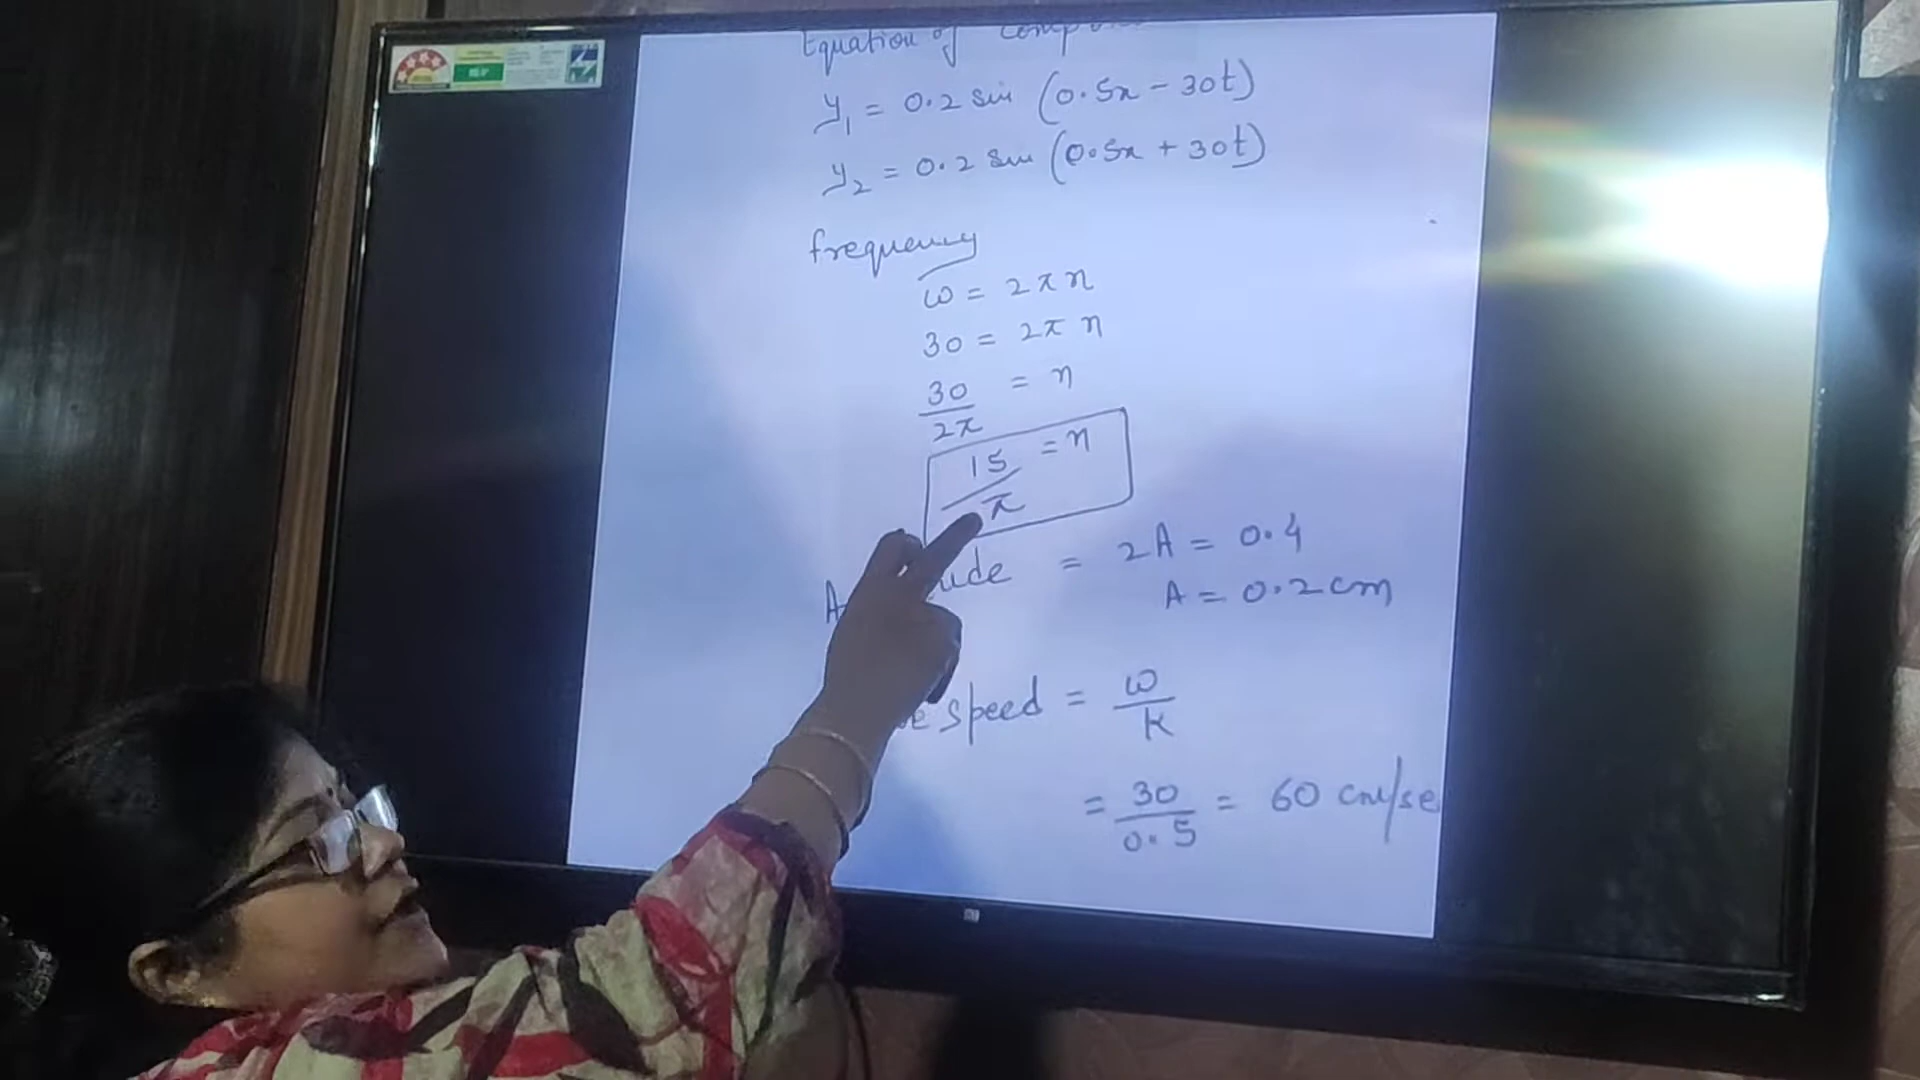 Equation of
y₁ = 0.2 sin (0.5x - 30t)
y₂ = 0.2 sin (0.5x + 30t)
frequency
ω = 2πn
30 = 2π n
30/2π = n
15/π = n
= 2A = 0.4
A = 0.2 cm
speed = ω/k
= 30/0.5 = 60 cm/se